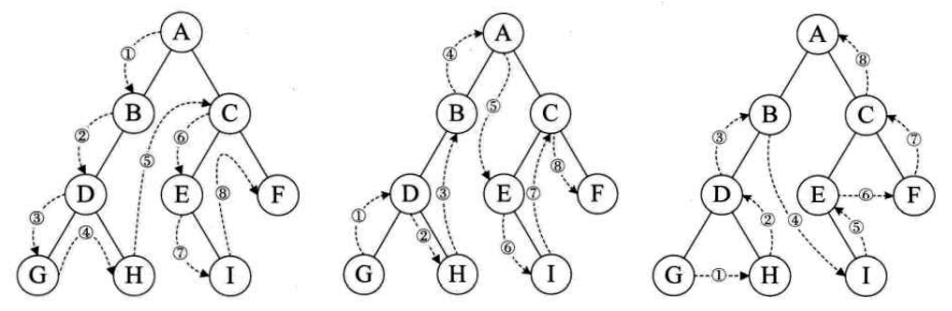 A
①
B C
② ⑥
⑤
D E F
⑧
③ ④
⑦
G H I
A
④
⑤
B C
⑧
D ③ E ⑦ F
①
② ⑥
G H I
A
⑧
B C
③ ⑦
D E ⑥ F
② ④ ⑤
G ① H I